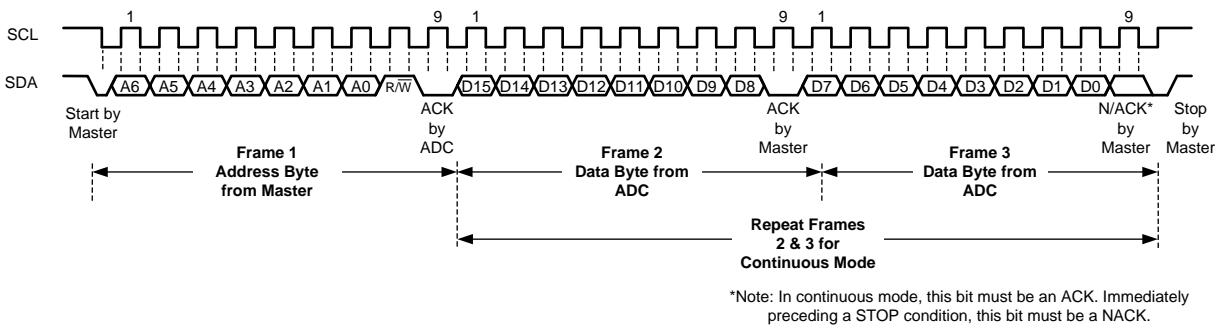 1 9 1 9 1 9
SCL
SDA A6 A5 A4 A3 A2 A1 A0 R/W̅ D15 D14 D13 D12 D11 D10 D9 D8 D7 D6 D5 D4 D3 D2 D1 D0
Start by
Master
ACK
by
ADC
ACK
by
Master
N/ACK*
by
Master
Stop
by
Master
Frame 1
Address Byte
from Master
Frame 2
Data Byte from
ADC
Frame 3
Data Byte from
ADC
Repeat Frames
2 & 3 for
Continuous Mode
*Note: In continuous mode, this bit must be an ACK. Immediately
preceding a STOP condition, this bit must be a NACK.